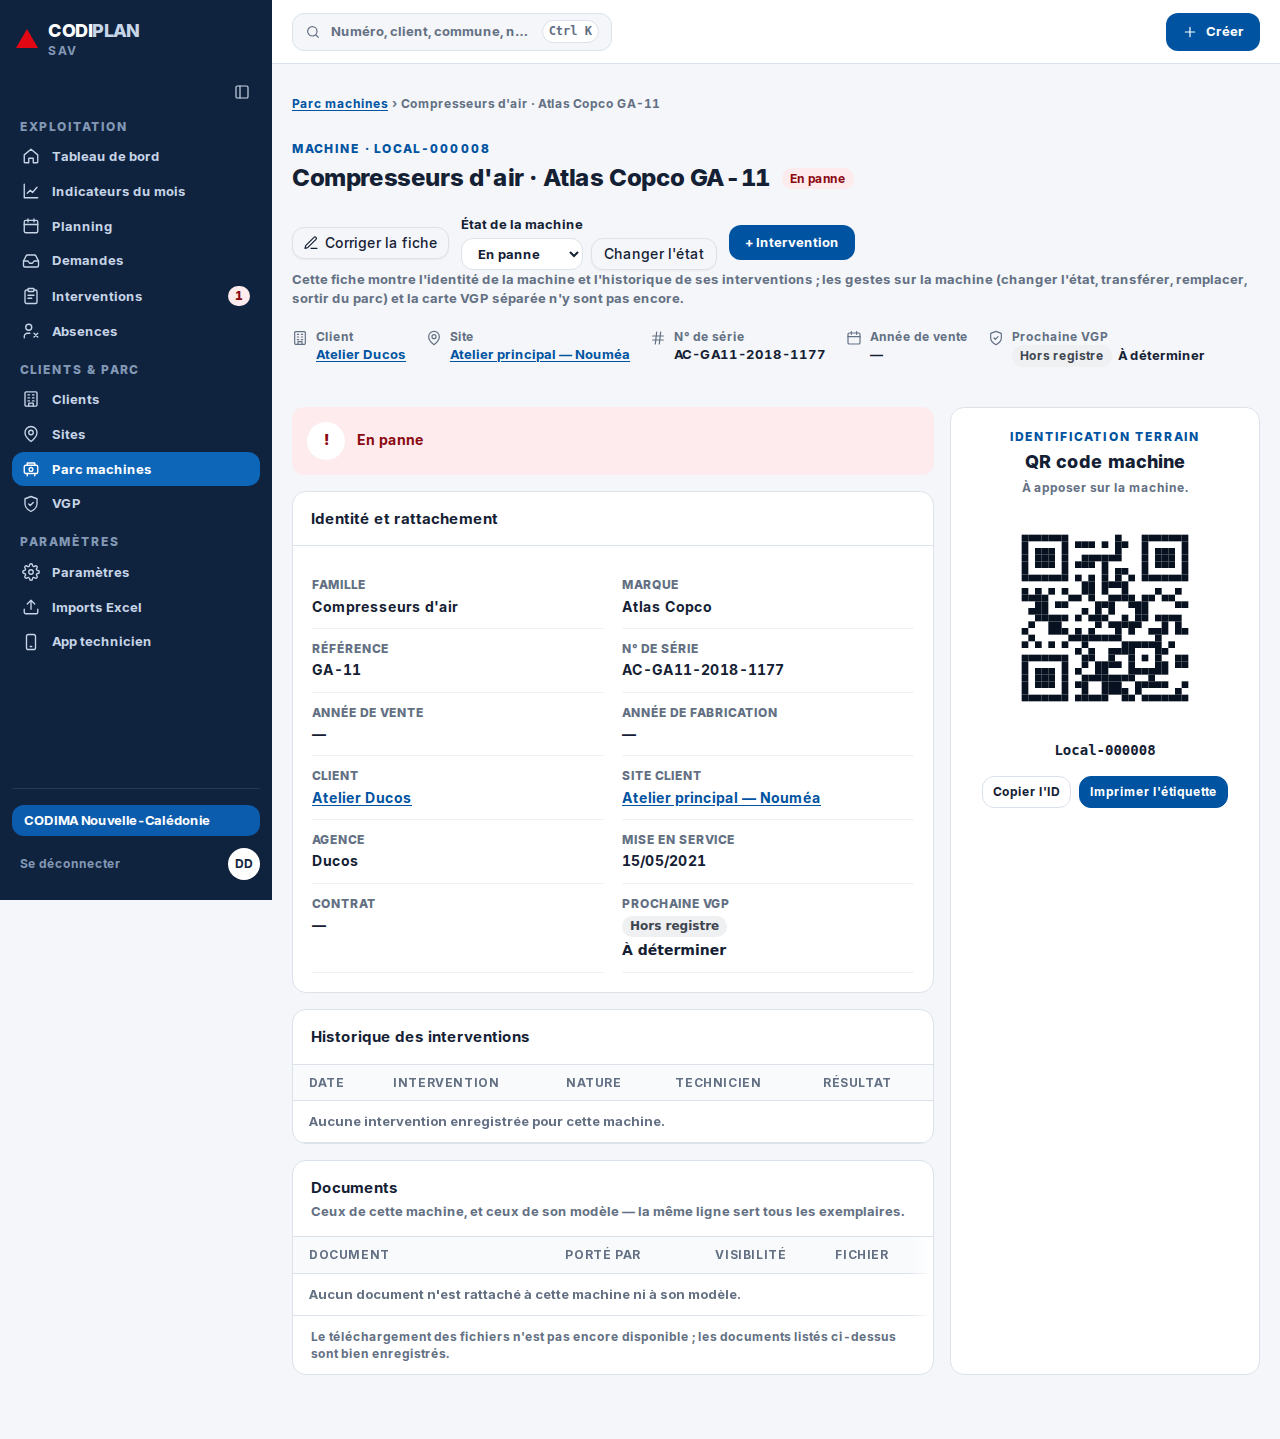 CODIPLAN
SAV
EXPLOITATION
Tableau de bord
Indicateurs du mois
Planning
Demandes
Interventions 1
Absences
CLIENTS & PARC
Clients
Sites
Parc machines
VGP
PARAMÈTRES
Paramètres
Imports Excel
App technicien
CODIMA Nouvelle-Calédonie
Se déconnecter DD
Numéro, client, commune, n… Ctrl K
+ Créer
Parc machines › Compresseurs d'air · Atlas Copco GA-11
MACHINE · LOCAL-000008
Compresseurs d'air · Atlas Copco GA-11 En panne
Corriger la fiche
État de la machine
En panne
Changer l'état
+ Intervention
Cette fiche montre l'identité de la machine et l'historique de ses interventions ; les gestes sur la machine (changer l'état, transférer, remplacer,
sortir du parc) et la carte VGP séparée n'y sont pas encore.
Client
Atelier Ducos
Site
Atelier principal — Nouméa
N° de série
AC-GA11-2018-1177
Année de vente
—
Prochaine VGP
Hors registre À déterminer
! En panne
Identité et rattachement
FAMILLE
Compresseurs d'air
MARQUE
Atlas Copco
RÉFÉRENCE
GA-11
N° DE SÉRIE
AC-GA11-2018-1177
ANNÉE DE VENTE
—
ANNÉE DE FABRICATION
—
CLIENT
Atelier Ducos
SITE CLIENT
Atelier principal — Nouméa
AGENCE
Ducos
MISE EN SERVICE
15/05/2021
CONTRAT
—
PROCHAINE VGP
Hors registre
À déterminer
Historique des interventions
DATE INTERVENTION NATURE TECHNICIEN RÉSULTAT
Aucune intervention enregistrée pour cette machine.
Documents
Ceux de cette machine, et ceux de son modèle — la même ligne sert tous les exemplaires.
DOCUMENT PORTÉ PAR VISIBILITÉ FICHIER
Aucun document n'est rattaché à cette machine ni à son modèle.
Le téléchargement des fichiers n'est pas encore disponible ; les documents listés ci-dessus
sont bien enregistrés.
IDENTIFICATION TERRAIN
QR code machine
À apposer sur la machine.
Local-000008
Copier l'ID
Imprimer l'étiquette